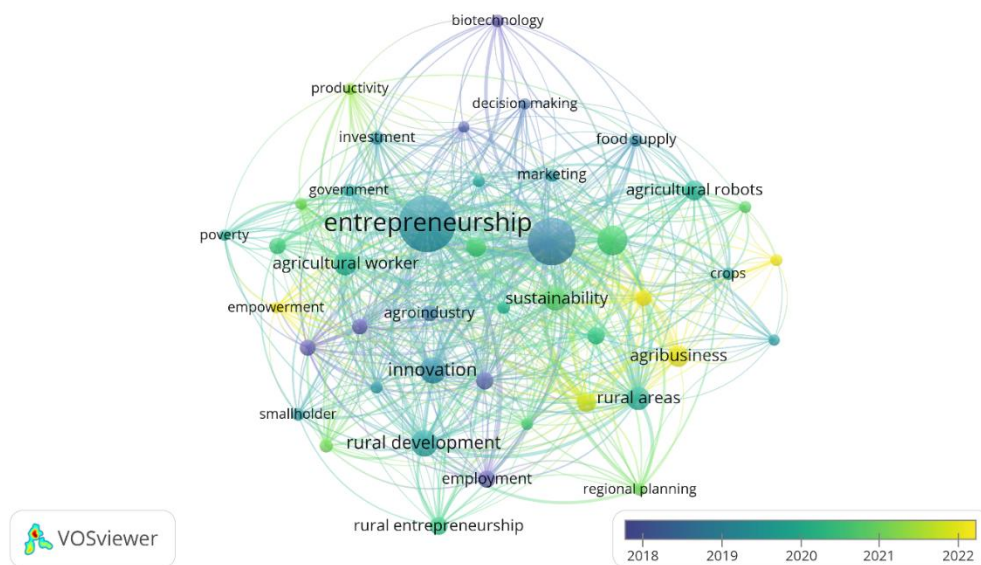 biotechnology
productivity
decision making
investment
food supply
marketing
government
agricultural robots
entrepreneurship
poverty
agricultural worker
crops
sustainability
empowerment
agroindustry
agribusiness
innovation
rural areas
smallholder
rural development
employment
regional planning
rural entrepreneurship
VOSviewer
2018 2019 2020 2021 2022